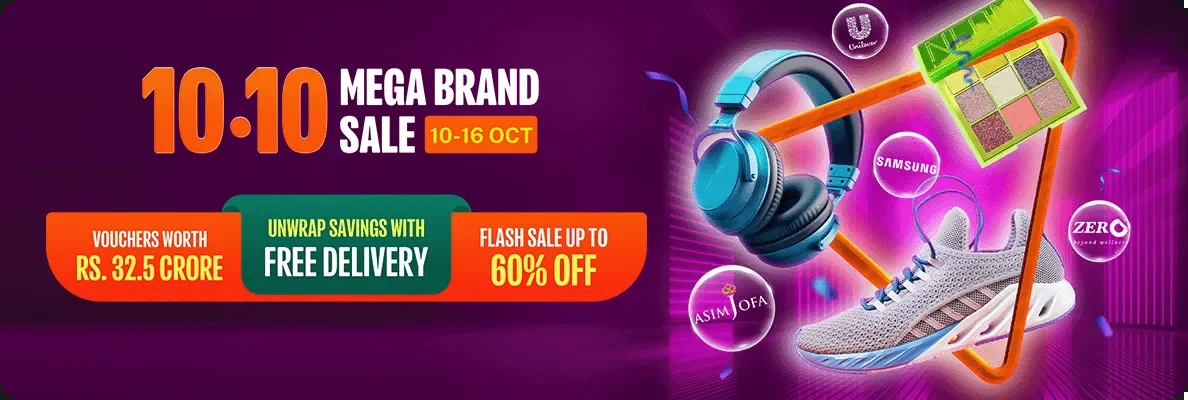 10.10
MEGA BRAND
SALE 10-16 OCT
VOUCHERS WORTH
RS. 32.5 CRORE
UNWRAP SAVINGS WITH
FREE DELIVERY
FLASH SALE UP TO
60% OFF
Unilever
SAMSUNG
ZERO
beyond wellness
ASIM JOFA